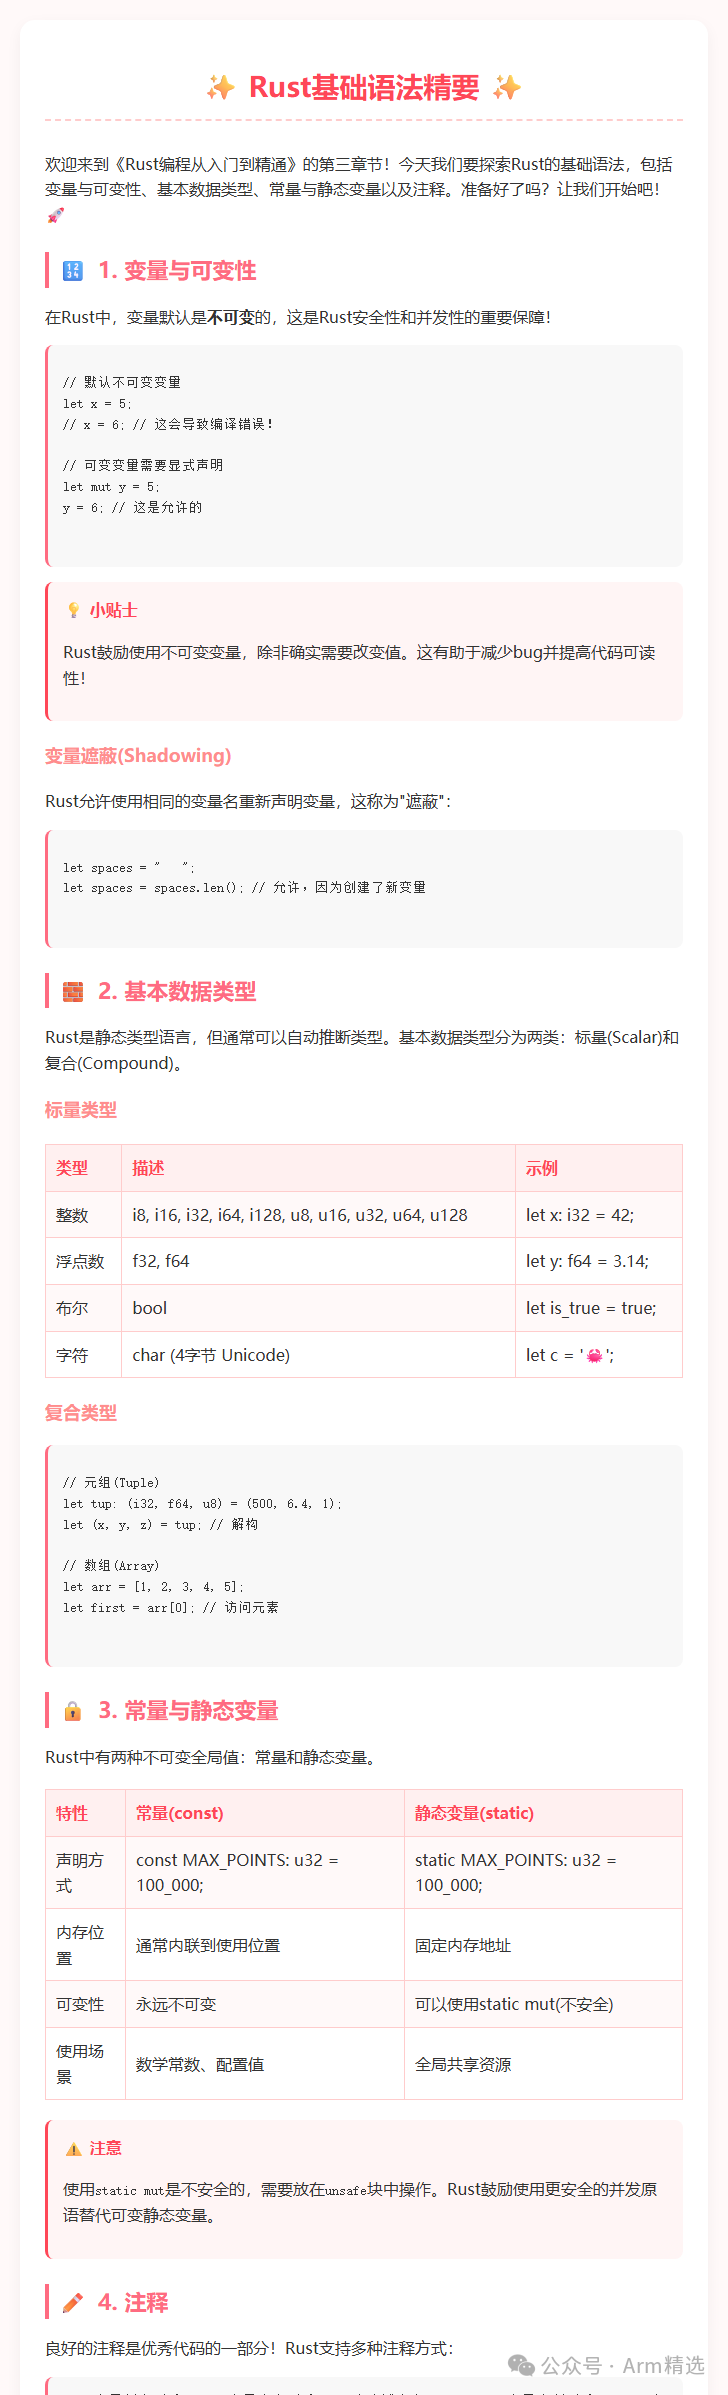 ✨ Rust基础语法精要 ✨
欢迎来到《Rust编程从入门到精通》的第三章节！今天我们要探索Rust的基础语法，包括
变量与可变性、基本数据类型、常量与静态变量以及注释。准备好了吗？让我们开始吧！
🚀
🔢 1. 变量与可变性
在Rust中，变量默认是不可变的，这是Rust安全性和并发性的重要保障！
// 默认不可变变量
let x = 5;
// x = 6; // 这会导致编译错误！
// 可变变量需要显式声明
let mut y = 5;
y = 6; // 这是允许的
💡 小贴士
Rust鼓励使用不可变变量，除非确实需要改变值。这有助于减少bug并提高代码可读
性！
变量遮蔽(Shadowing)
Rust允许使用相同的变量名重新声明变量，这称为"遮蔽"：
let spaces = "   ";
let spaces = spaces.len(); // 允许，因为创建了新变量
🧱 2. 基本数据类型
Rust是静态类型语言，但通常可以自动推断类型。基本数据类型分为两类：标量(Scalar)和
复合(Compound)。
标量类型
类型 描述 示例
整数 i8, i16, i32, i64, i128, u8, u16, u32, u64, u128 let x: i32 = 42;
浮点数 f32, f64 let y: f64 = 3.14;
布尔 bool let is_true = true;
字符 char (4字节 Unicode) let c = '🦀';
复合类型
// 元组(Tuple)
let tup: (i32, f64, u8) = (500, 6.4, 1);
let (x, y, z) = tup; // 解构
// 数组(Array)
let arr = [1, 2, 3, 4, 5];
let first = arr[0]; // 访问元素
🔒 3. 常量与静态变量
Rust中有两种不可变全局值：常量和静态变量。
特性 常量(const) 静态变量(static)
声明方
式
const MAX_POINTS: u32 =
100_000;
static MAX_POINTS: u32 =
100_000;
内存位
置
通常内联到使用位置
固定内存地址
可变性 永远不可变 可以使用static mut(不安全)
使用场
景
数学常数、配置值
全局共享资源
⚠️ 注意
使用static mut是不安全的，需要放在unsafe块中操作。Rust鼓励使用更安全的并发原
语替代可变静态变量。
✏️ 4. 注释
良好的注释是优秀代码的一部分！Rust支持多种注释方式：
公众号 · Arm精选